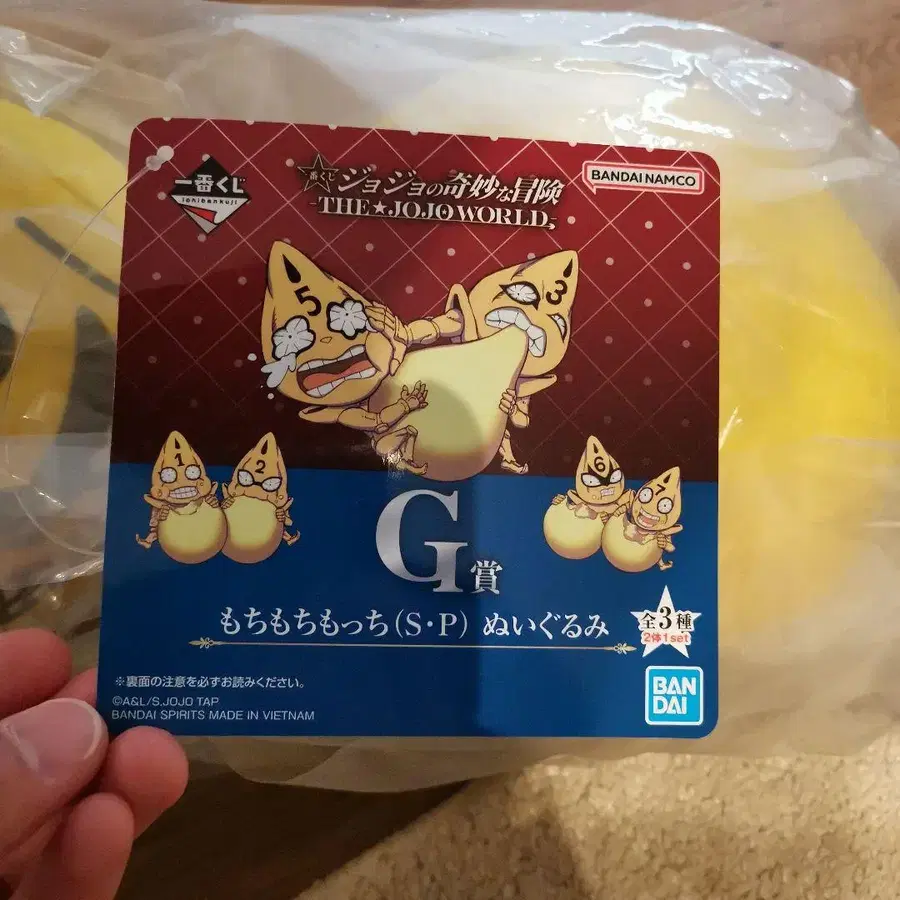 一番くじ
ichibankuji
一番くじ ジョジョの奇妙な冒険
-THE★JOJO WORLD-
BANDAI NAMCO
5
3
1
2
6
7
G賞
もちもちもっち(S・P) ぬいぐるみ
全3種
2体1set
※裏面の注意を必ずお読みください。
©A&L/S.JOJO TAP
BANDAI SPIRITS MADE IN VIETNAM
BAN
DAI